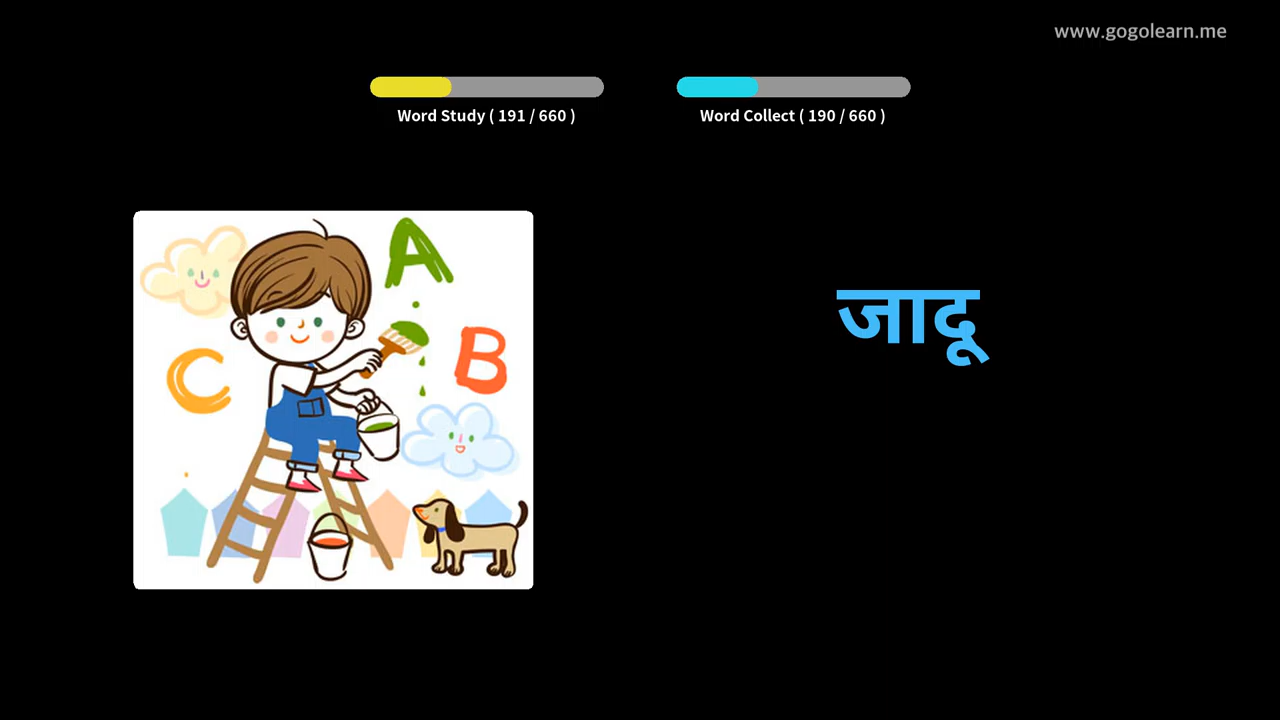 www.gogolearn.me
Word Study ( 191 / 660 )
Word Collect ( 190 / 660 )
A
B
C
जादू